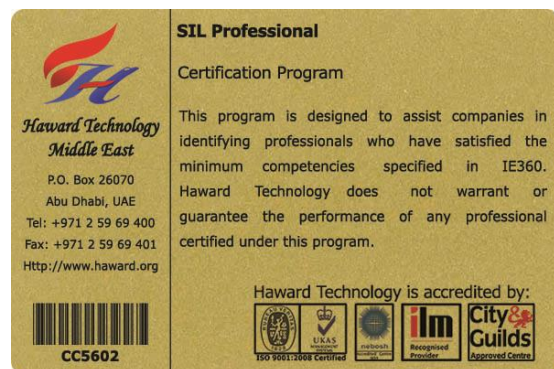 H
Haward Technology
Middle East
P.O. Box 26070
Abu Dhabi, UAE
Tel: +971 2 59 69 400
Fax: +971 2 59 69 401
Http://www.haward.org
CC5602
SIL Professional
Certification Program
This program is designed to assist companies in
identifying professionals who have satisfied the
minimum competencies specified in IE360.
Haward Technology does not warrant or
guarantee the performance of any professional
certified under this program.
Haward Technology is accredited by:
ISO 9001:2008 Certified
UKAS
MANAGEMENT
SYSTEMS
nebosh
ilm
Recognised
Provider
City&
Guilds
Approved Centre